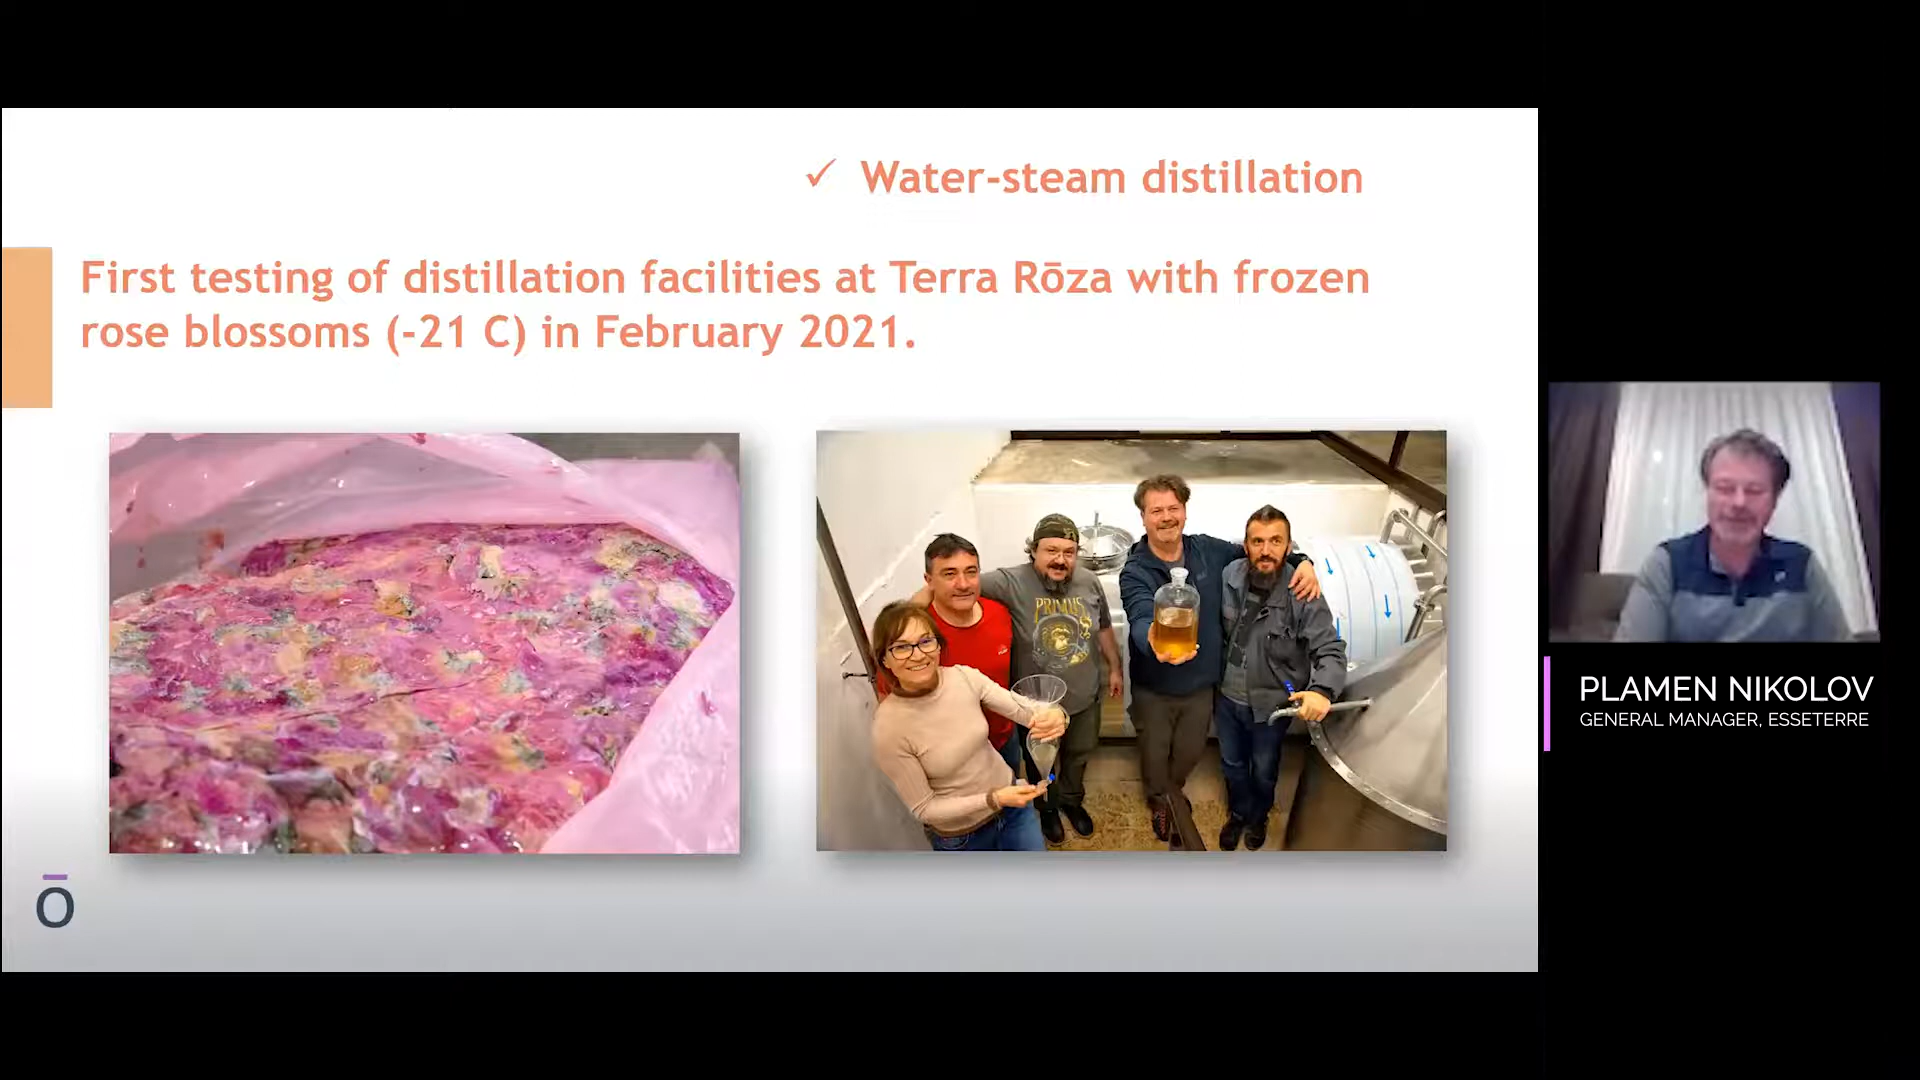 ✓ Water-steam distillation
First testing of distillation facilities at Terra Rōza with frozen
rose blossoms (-21 C) in February 2021.
PRIMUS
ō
PLAMEN NIKOLOV
GENERAL MANAGER, ESSETERRE